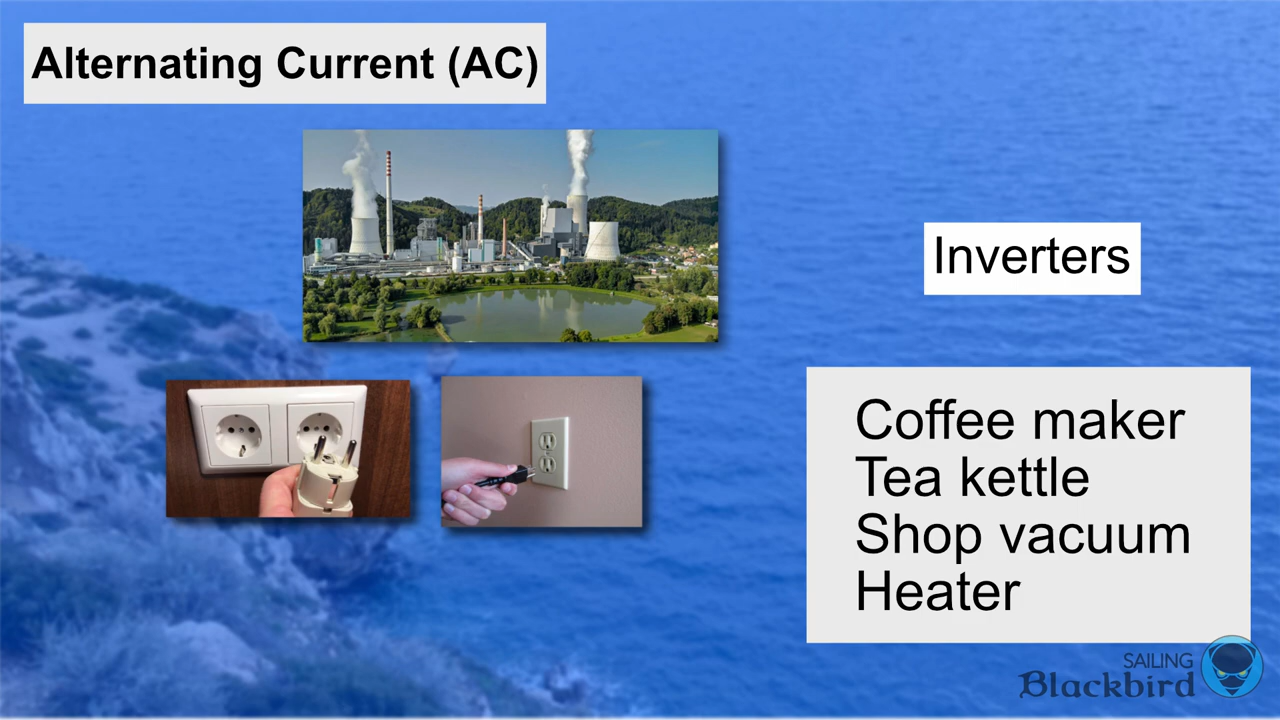 Alternating Current (AC)
Inverters
Coffee maker
Tea kettle
Shop vacuum
Heater
SAILING
Blackbird